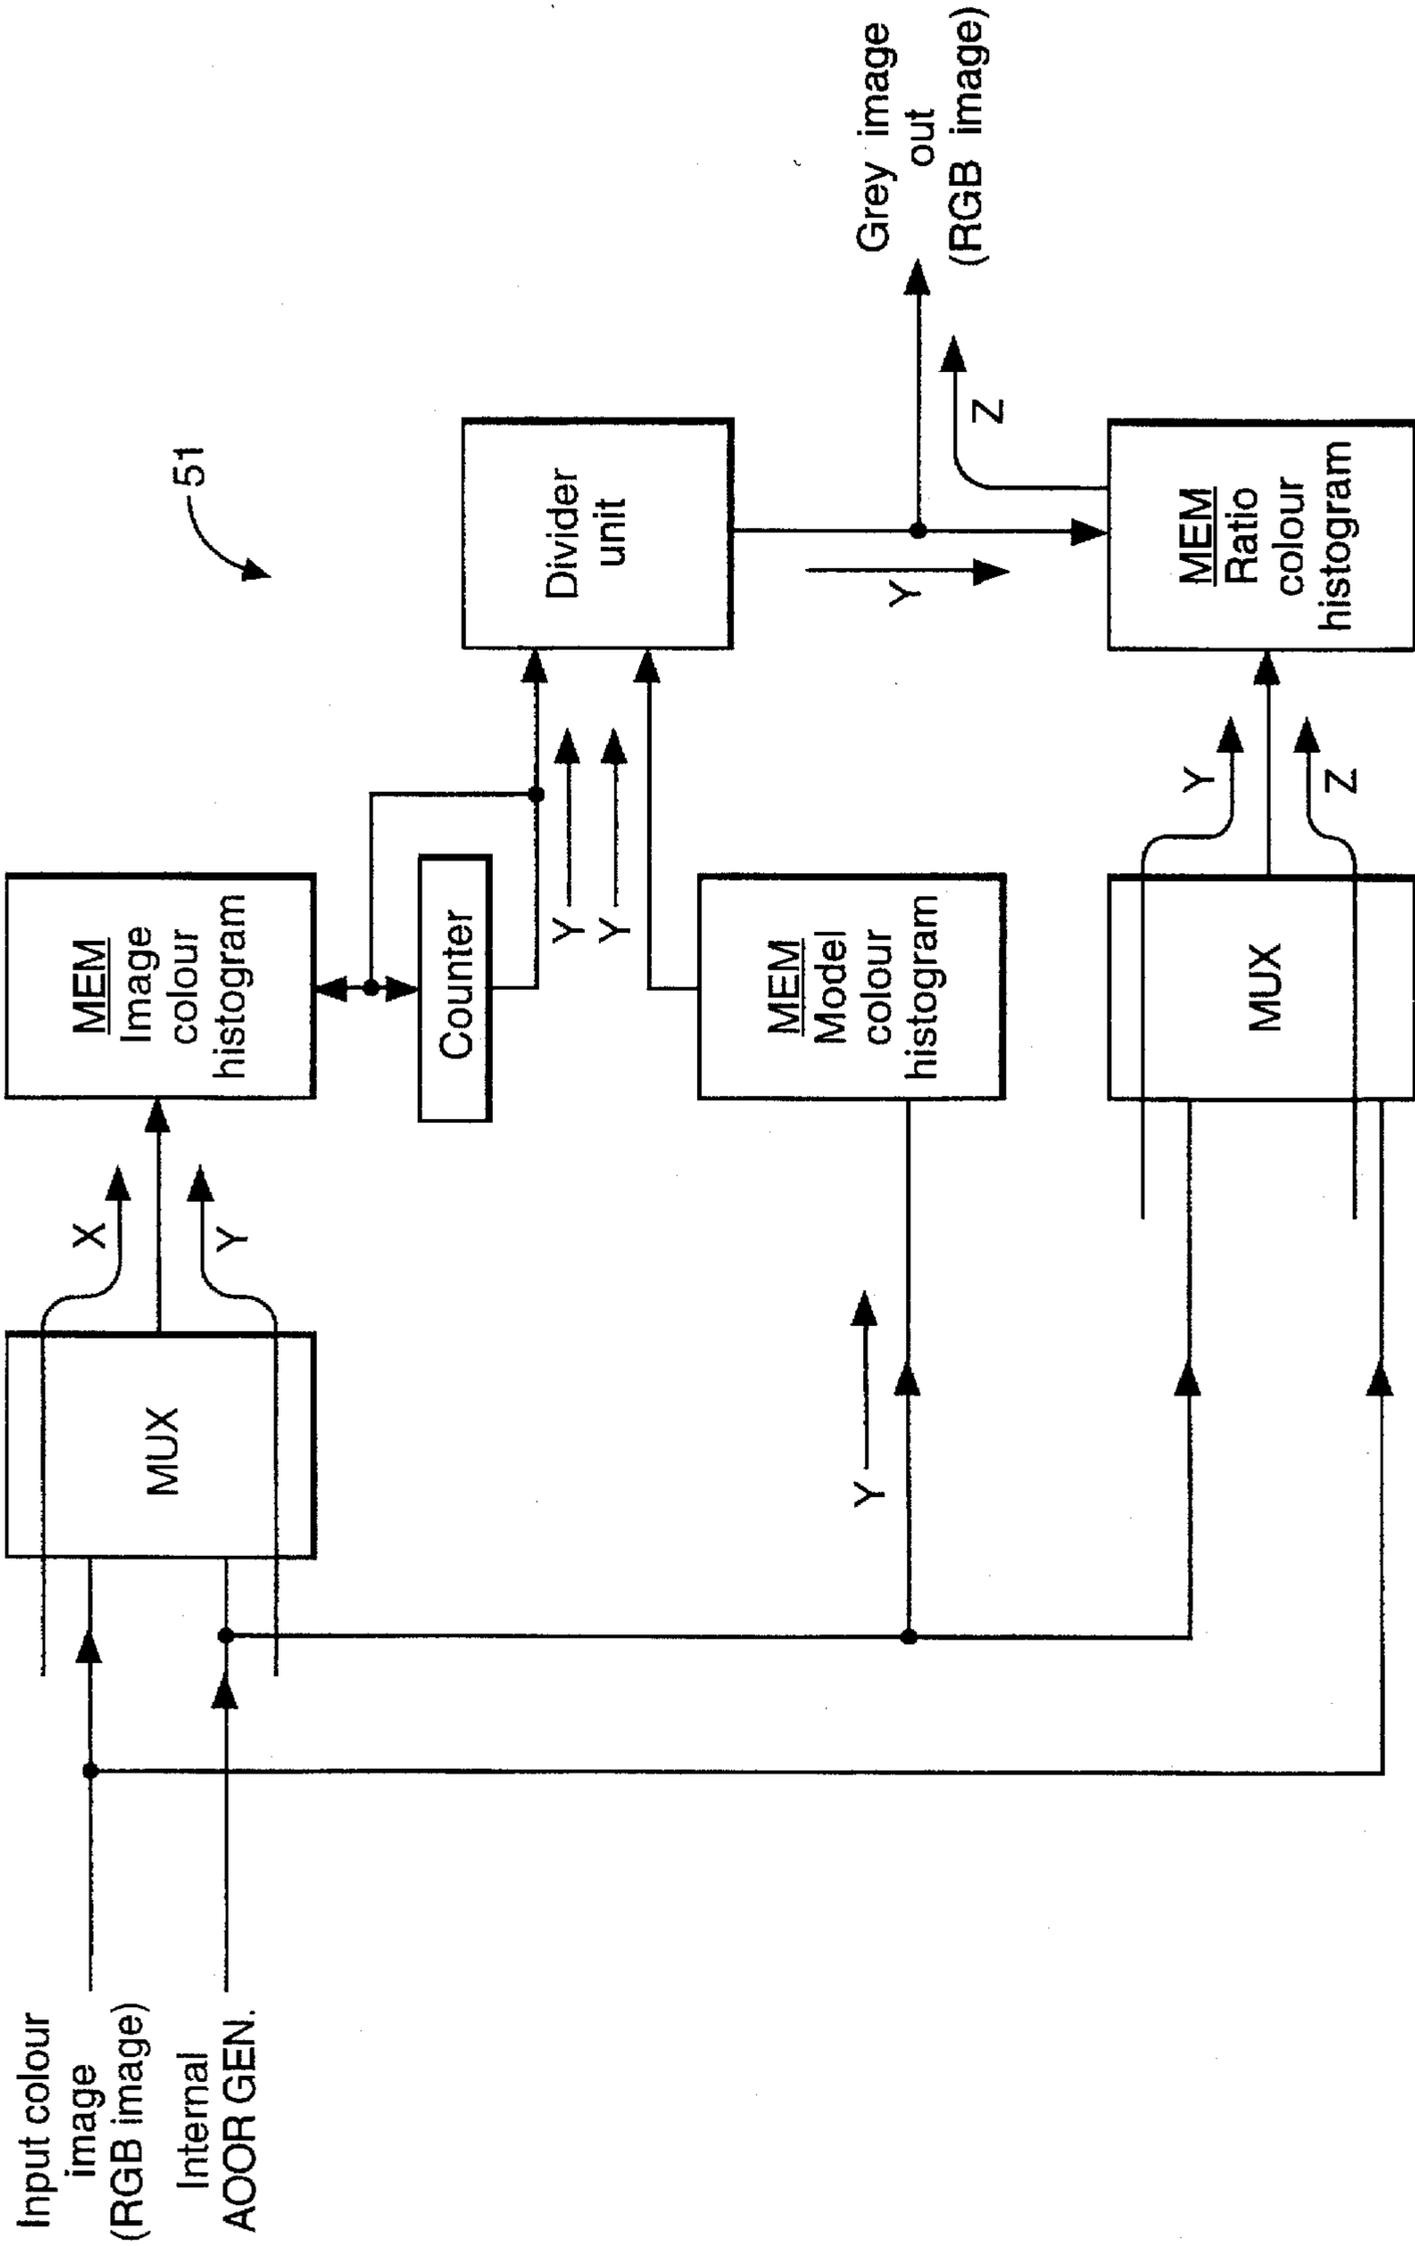 51
Input colour
image
(RGB image)
Internal
AOOR GEN.
MUX
X
Y
MEM
Image
colour
histogram
Counter
Y
Y
Divider
unit
Y
MEM
Model
colour
histogram
Y
Grey image
out
(RGB image)
Z
MUX
Y
Z
MEM
Ratio
colour
histogram